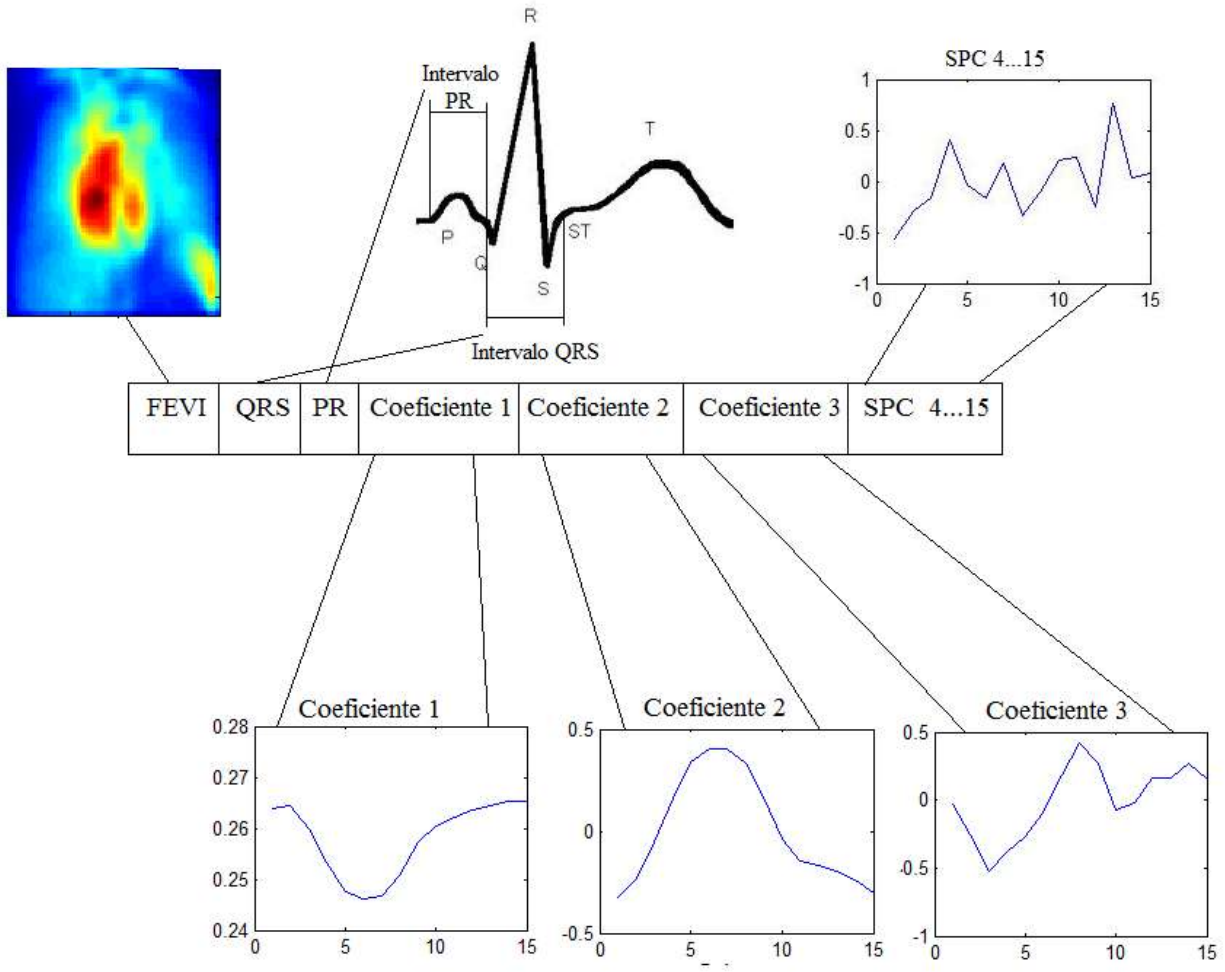 R
Intervalo
PR
T
P
Q
S
ST
Intervalo QRS
SPC 4...15
1
0.5
0
-0.5
-1
0 5 10 15
FEVI QRS PR Coeficiente 1 Coeficiente 2 Coeficiente 3 SPC 4...15
Coeficiente 1
0.28
0.27
0.26
0.25
0.24
0 5 10 15
Coeficiente 2
0.5
0
-0.5
0 5 10 15
Coeficiente 3
0.5
0
-0.5
-1
0 5 10 15